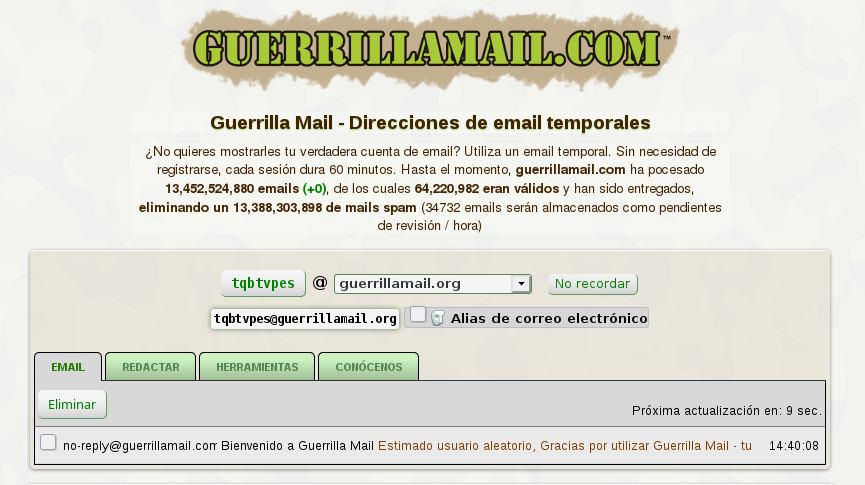 GUERRILLAMAIL.COM™
Guerrilla Mail - Direcciones de email temporales
¿No quieres mostrarles tu verdadera cuenta de email? Utiliza un email temporal. Sin necesidad de
registrarse, cada sesión dura 60 minutos. Hasta el momento, guerrillamail.com ha pocesado
13,452,524,880 emails (+0), de los cuales 64,220,982 eran válidos y han sido entregados,
eliminando un 13,388,303,898 de mails spam (34732 emails serán almacenados como pendientes
de revisión / hora)
tqbtvpes @ guerrillamail.org No recordar
tqbtvpes@guerrillamail.org Alias de correo electrónico
EMAIL REDACTAR HERRAMIENTAS CONÓCENOS
Eliminar
Próxima actualización en: 9 sec.
no-reply@guerrillamail.com Bienvenido a Guerrilla Mail Estimado usuario aleatorio, Gracias por utilizar Guerrilla Mail - tu 14:40:08